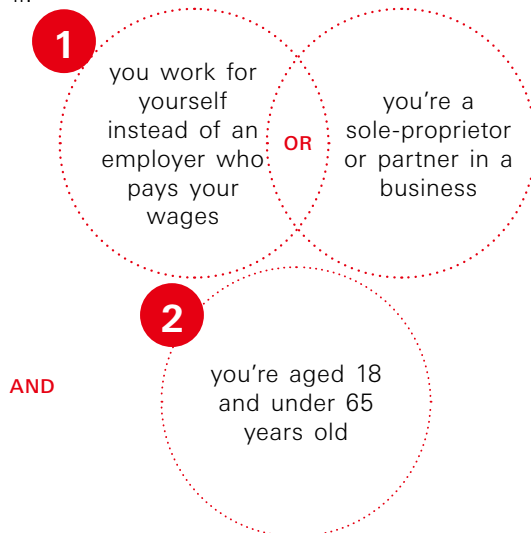 1
you work for
yourself
instead of an
employer who
pays your
wages
OR
you're a
sole-proprietor
or partner in a
business
AND
2
you're aged 18
and under 65
years old